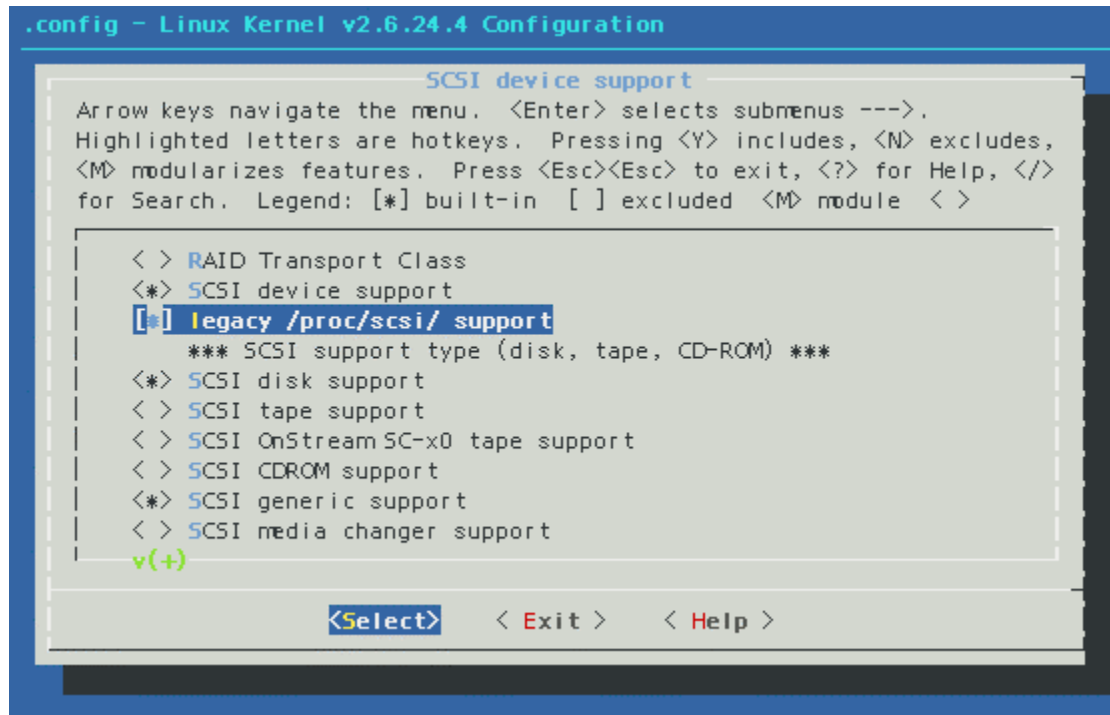 .config - Linux Kernel v2.6.24.4 Configuration
SCSI device support
Arrow keys navigate the menu.  <Enter> selects submenus --->.
Highlighted letters are hotkeys.  Pressing <Y> includes, <N> excludes,
<M> modularizes features.  Press <Esc><Esc> to exit, <?> for Help, </>
for Search.  Legend: [*] built-in  [ ] excluded  <M> module  < >
< > RAID Transport Class
<*> SCSI device support
[*] legacy /proc/scsi/ support
*** SCSI support type (disk, tape, CD-ROM) ***
<*> SCSI disk support
< > SCSI tape support
< > SCSI OnStream SC-x0 tape support
< > SCSI CDROM support
<*> SCSI generic support
< > SCSI media changer support
v(+)
<Select>    < Exit >    < Help >